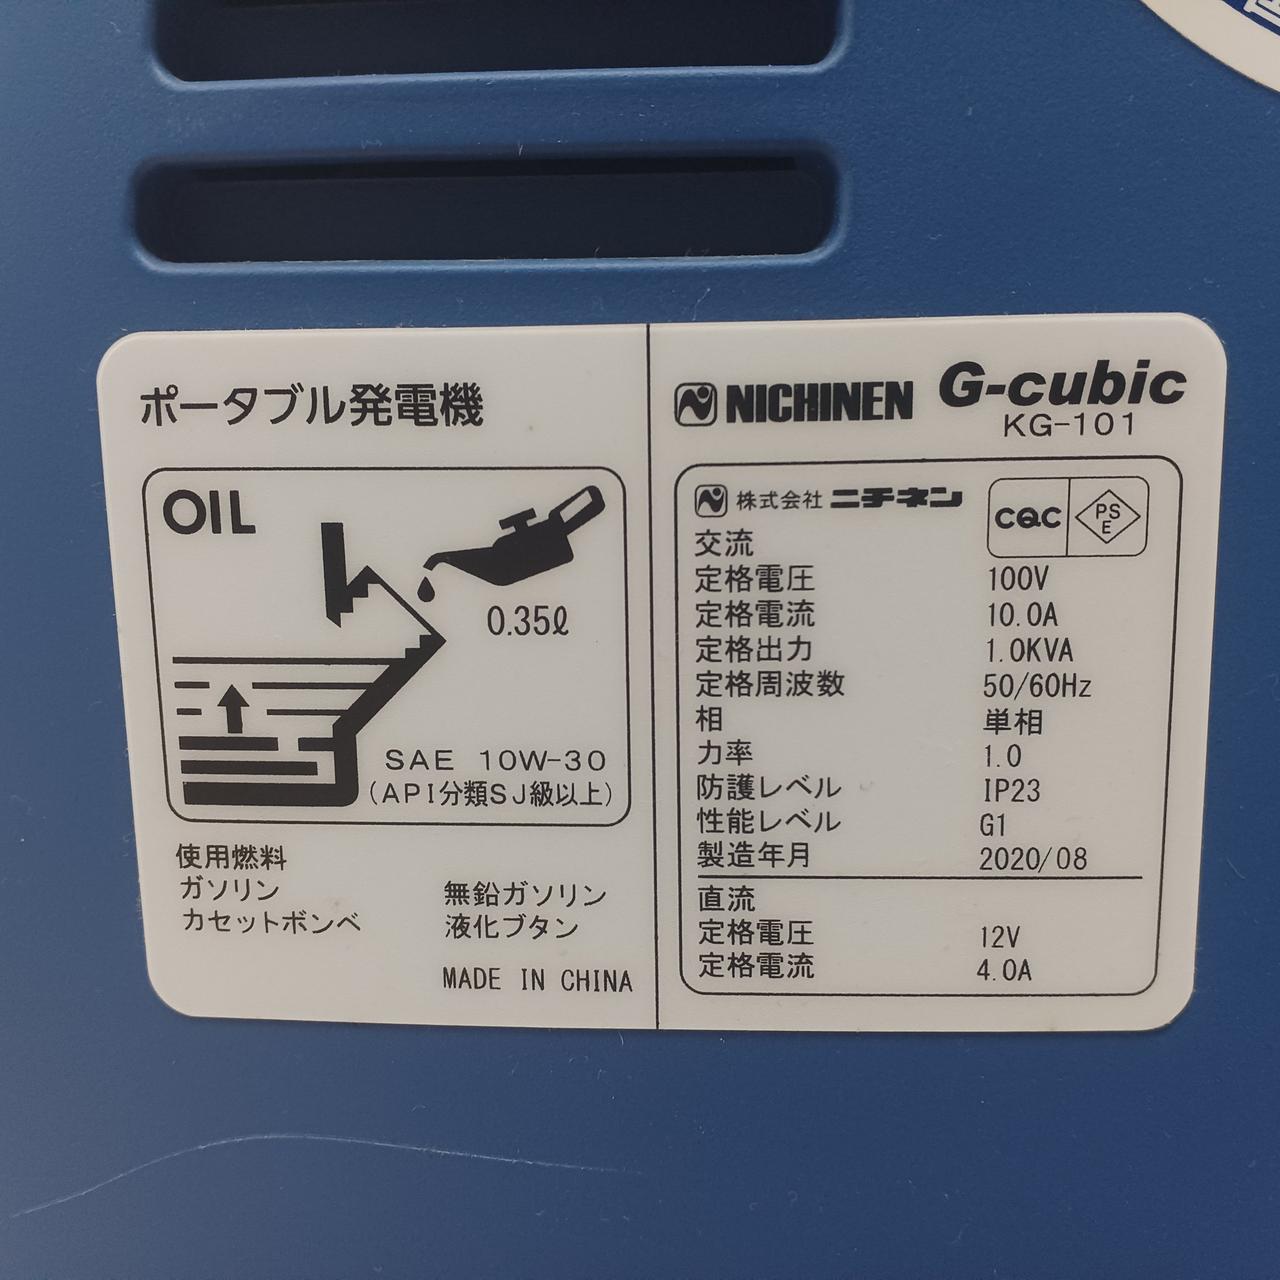 ポータブル発電機
OIL
0.35ℓ
SAE 10W-30
(API分類SJ級以上)
使用燃料
ガソリン 無鉛ガソリン
カセットボンベ 液化ブタン
MADE IN CHINA
NICHINEN G-cubic
KG-101
株式会社 ニチネン CQC PSE
交流
定格電圧 100V
定格電流 10.0A
定格出力 1.0KVA
定格周波数 50/60Hz
相 単相
力率 1.0
防護レベル IP23
性能レベル G1
製造年月 2020/08
直流
定格電圧 12V
定格電流 4.0A